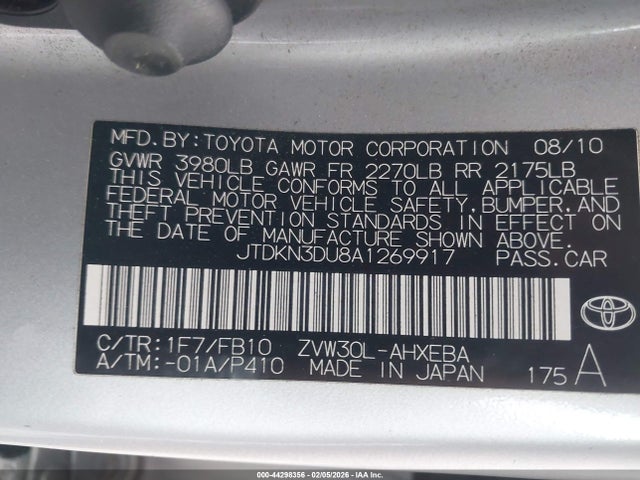 MFD.BY:TOYOTA MOTOR CORPORATION 08/10
GVWR 3980LB GAWR FR 2270LB RR 2175LB
THIS VEHICLE CONFORMS TO ALL APPLICABLE
FEDERAL MOTOR VEHICLE SAFETY,BUMPER,AND
THEFT PREVENTION STANDARDS IN EFFECT ON
THE DATE OF MANUFACTURE SHOWN ABOVE.
JTDKN3DU8A1269917 PASS.CAR
C/TR:1F7/FB10 ZVW30L-AHXEBA
A/TM:-01A/P410 MADE IN JAPAN 175 A
000-44298356 - 02/05/2026 - IAA Inc.